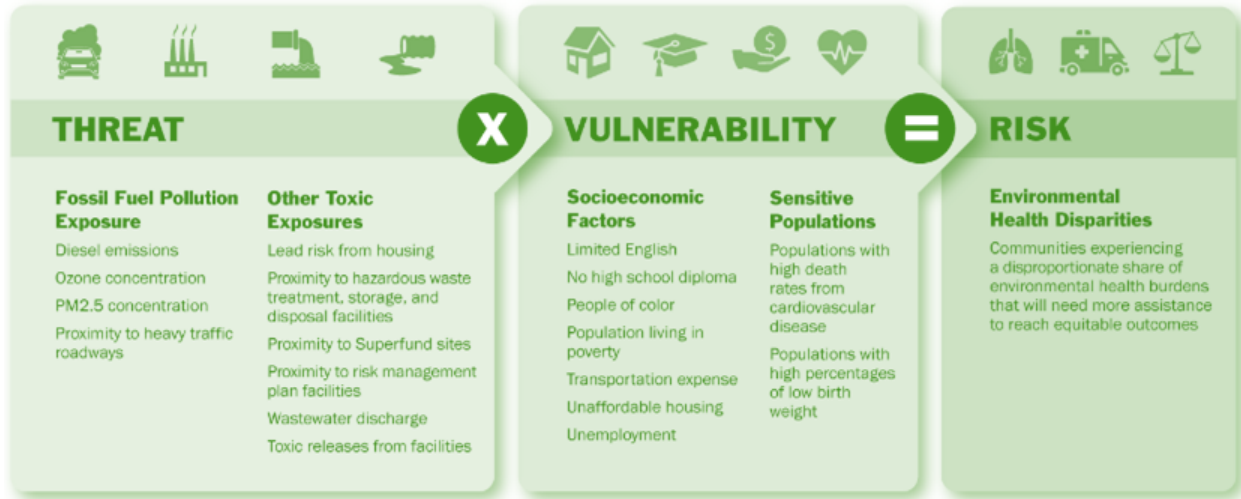 THREAT
X
VULNERABILITY
=
RISK
Fossil Fuel Pollution
Exposure
Diesel emissions
Ozone concentration
PM2.5 concentration
Proximity to heavy traffic
roadways
Other Toxic
Exposures
Lead risk from housing
Proximity to hazardous waste
treatment, storage, and
disposal facilities
Proximity to Superfund sites
Proximity to risk management
plan facilities
Wastewater discharge
Toxic releases from facilities
$
Socioeconomic
Factors
Limited English
No high school diploma
People of color
Population living in
poverty
Transportation expense
Unaffordable housing
Unemployment
Sensitive
Populations
Populations with
high death
rates from
cardiovascular
disease
Populations with
high percentages
of low birth
weight
Environmental
Health Disparities
Communities experiencing
a disproportionate share of
environmental health burdens
that will need more assistance
to reach equitable outcomes